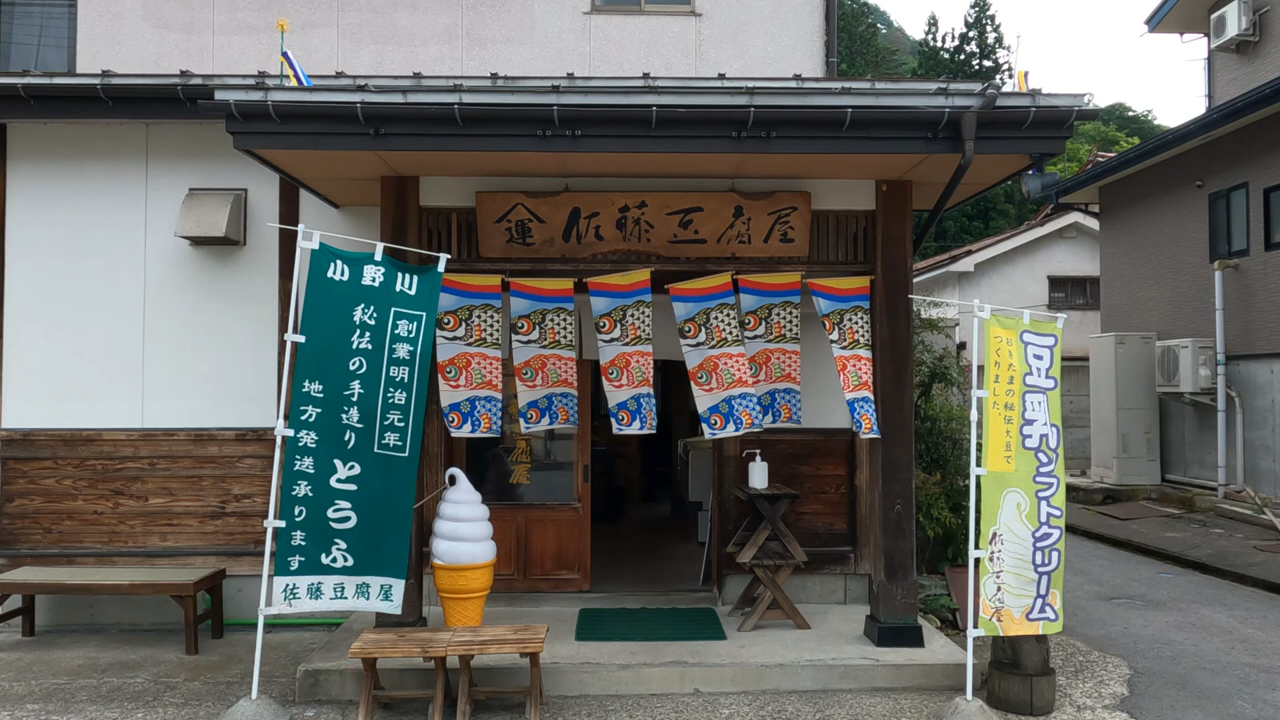 運 佐藤豆腐屋
小野川
創業明治元年
秘伝の手造り
とうふ
地方発送承ります
佐藤豆腐屋
腐屋
豆乳ソフトクリーム
おきたまの秘伝大豆で
つくりました。
佐藤豆腐屋